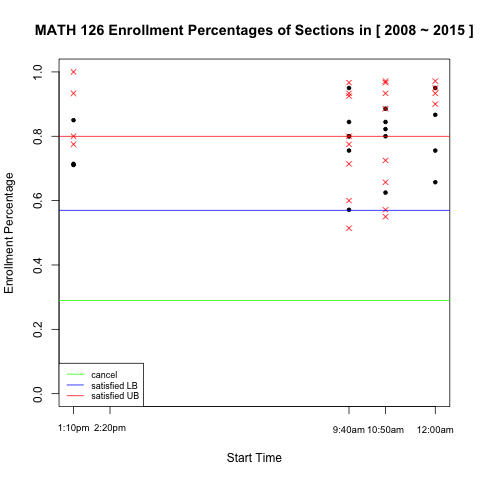 MATH 126 Enrollment Percentages of Sections in [ 2008 ~ 2015 ]
Enrollment Percentage
1.0
0.8
0.6
0.4
0.2
0.0
cancel
satisfied LB
satisfied UB
1:10pm 2:20pm 9:40am 10:50am 12:00am
Start Time